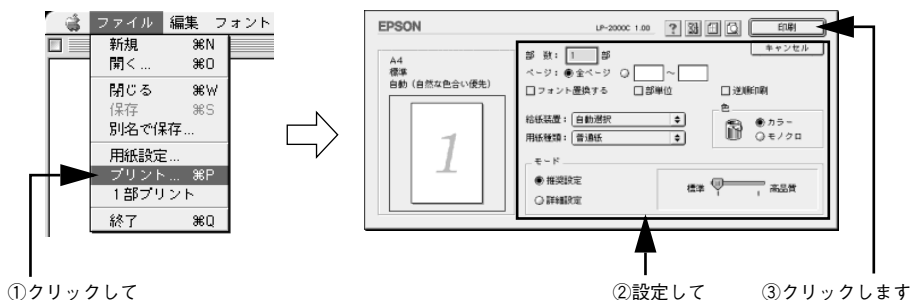 ファイル 編集 フォント
新規 ⌘N
開く... ⌘O
閉じる ⌘W
保存 ⌘S
別名で保存...
用紙設定...
プリント... ⌘P
1部プリント
終了 ⌘Q
①クリックして
EPSON
LP-2000C 1.00
?
印刷
キャンセル
A4
標準
自動（自然な色合い優先）
1
部 数： 1 部
ページ： 全ページ ～
フォント置換する 部単位 逆順印刷
給紙装置： 自動選択
用紙種類： 普通紙
色
カラー
モノクロ
モード
推奨設定
詳細設定
標準 高品質
②設定して
③クリックします